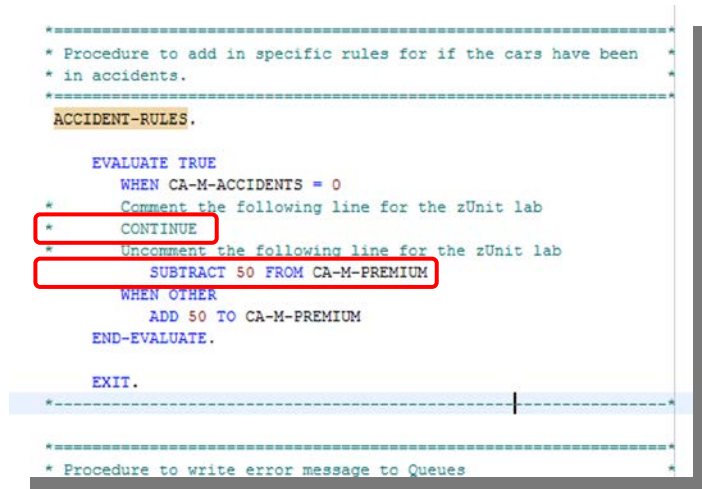 *================================================================*
* Procedure to add in specific rules for if the cars have been *
* in accidents. *
*================================================================*
ACCIDENT-RULES.
EVALUATE TRUE
WHEN CA-M-ACCIDENTS = 0
* Comment the following line for the zUnit lab
* CONTINUE
* Uncomment the following line for the zUnit lab
SUBTRACT 50 FROM CA-M-PREMIUM
WHEN OTHER
ADD 50 TO CA-M-PREMIUM
END-EVALUATE.
EXIT.
*----------------------------------------------------------------*
*================================================================*
* Procedure to write error message to Queues *